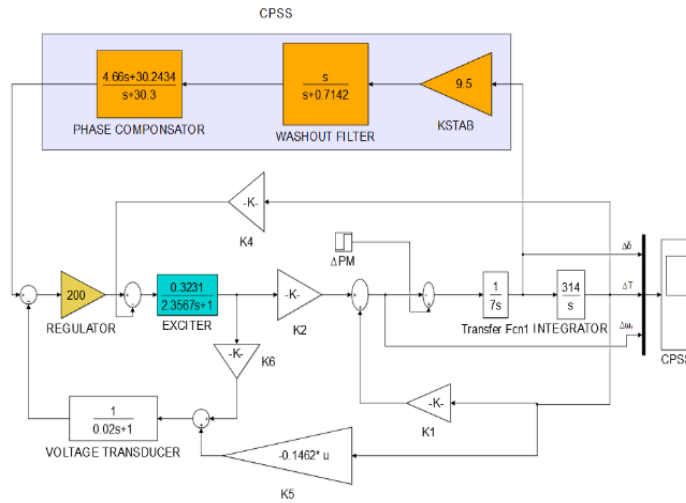 CPSS
4.66s+30.2434
s+30.3
PHASE COMPONSATOR
s
s+0.7142
WASHOUT FILTER
9.5
KSTAB
-K-
K4
ΔPM
200
REGULATOR
0.3231
2.3567s+1
EXCITER
-K-
K2
1
7s
Transfer Fcn1
314
s
INTEGRATOR
Δδ
ΔT
CPSS
-K-
K6
-K-
K1
1
0.02s+1
VOLTAGE TRANSDUCER
-0.1462* u
K5